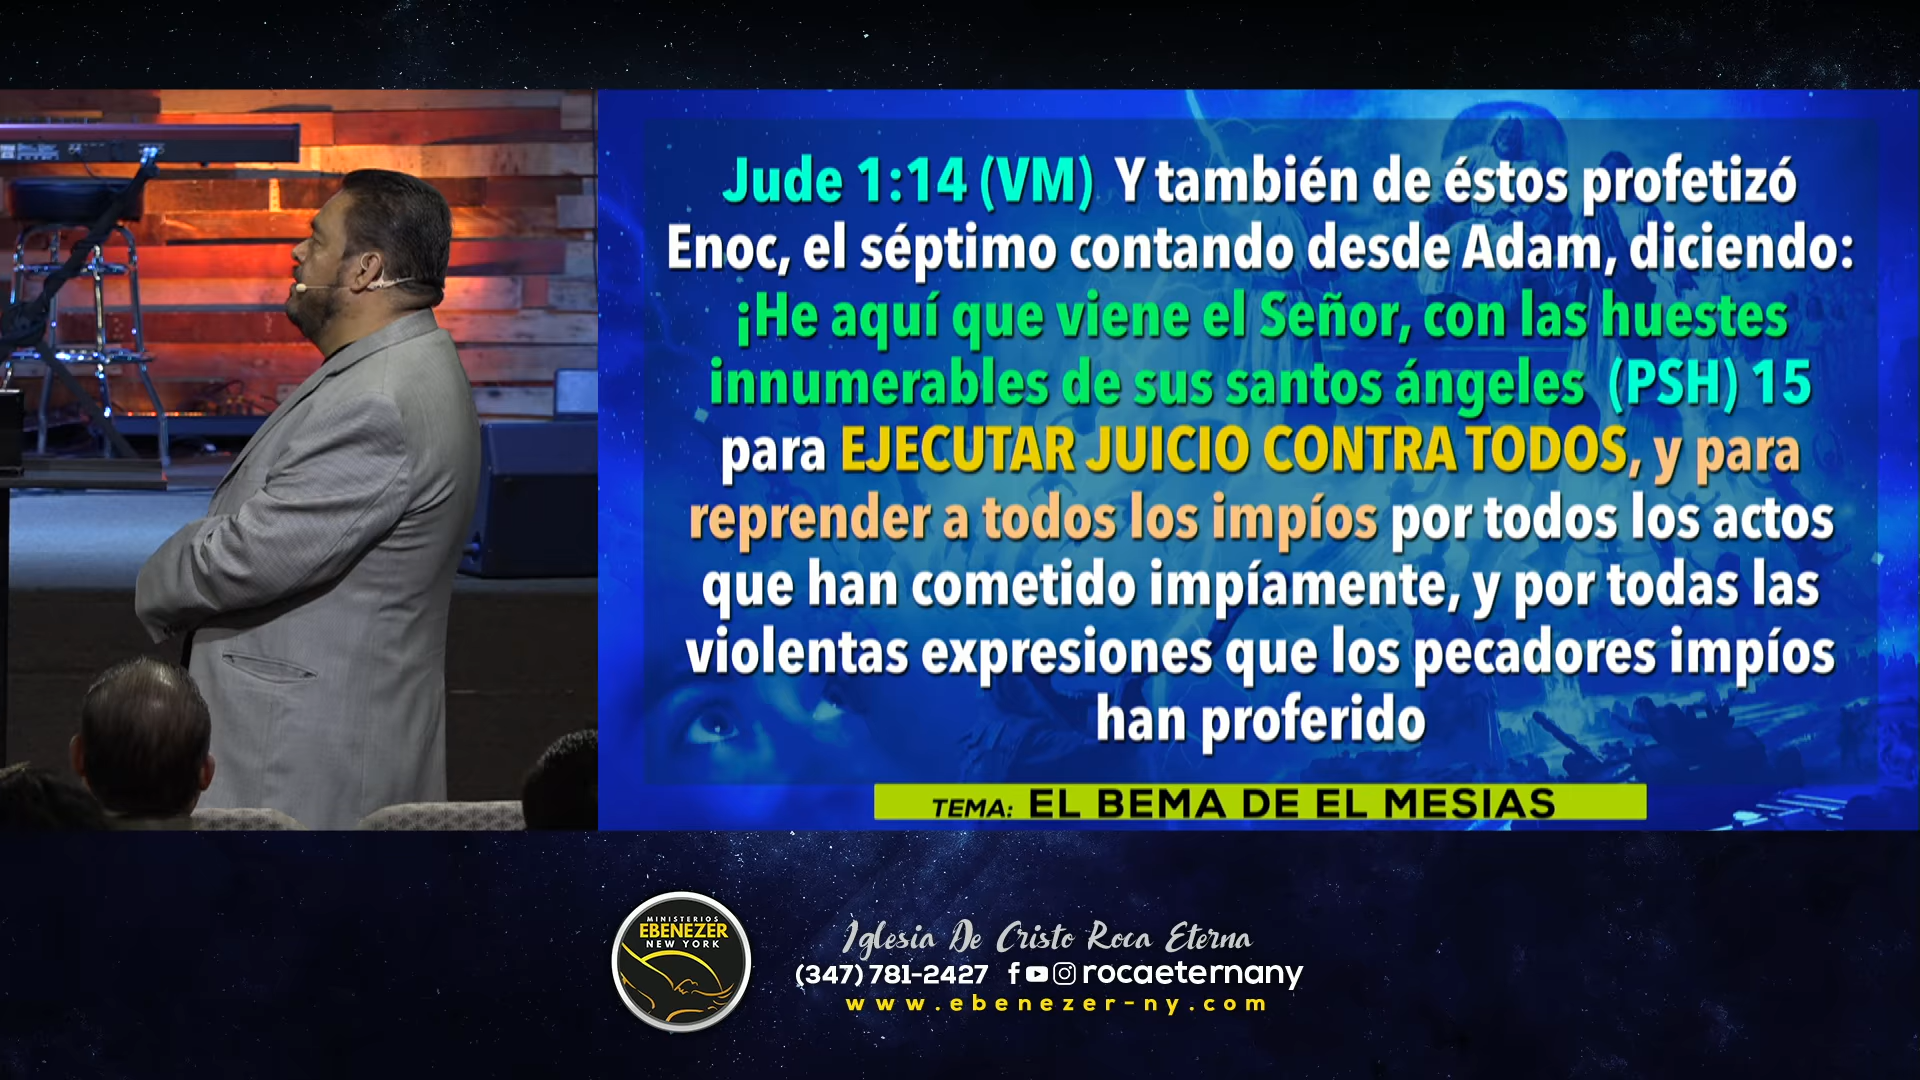 Jude 1:14 (VM) Y también de éstos profetizó
Enoc, el séptimo contando desde Adam, diciendo:
¡He aquí que viene el Señor, con las huestes
innumerables de sus santos ángeles (PSH) 15
para EJECUTAR JUICIO CONTRA TODOS, y para
reprender a todos los impíos por todos los actos
que han cometido impíamente, y por todas las
violentas expresiones que los pecadores impíos
han proferido
TEMA: EL BEMA DE EL MESIAS
MINISTERIOS
EBENEZER
NEW YORK
Iglesia De Cristo Roca Eterna
(347) 781-2427 rocaeternany
www.ebenezer-ny.com